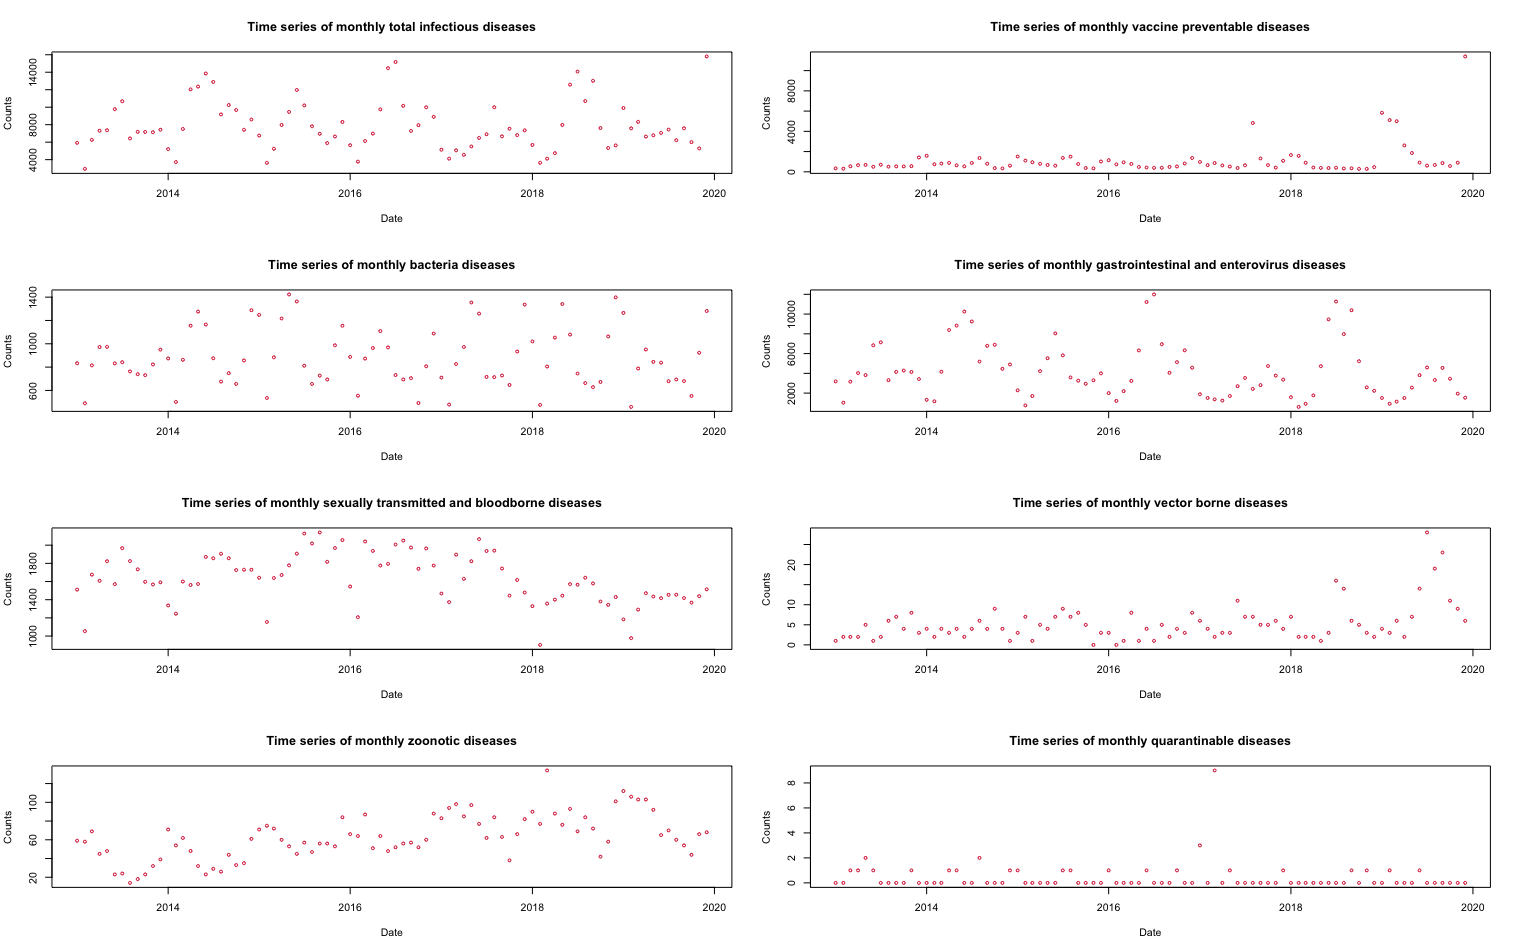 Time series of monthly total infectious diseases
Counts
14000
8000
4000
2014
2016
2018
2020
Date
Time series of monthly vaccine preventable diseases
Counts
8000
4000
0
2014
2016
2018
2020
Date
Time series of monthly bacteria diseases
Counts
1400
1000
600
2014
2016
2018
2020
Date
Time series of monthly gastrointestinal and enterovirus diseases
Counts
10000
6000
2000
2014
2016
2018
2020
Date
Time series of monthly sexually transmitted and bloodborne diseases
Counts
1800
1400
1000
2014
2016
2018
2020
Date
Time series of monthly vector borne diseases
Counts
20
10
5
0
2014
2016
2018
2020
Date
Time series of monthly zoonotic diseases
Counts
100
60
20
2014
2016
2018
2020
Date
Time series of monthly quarantinable diseases
Counts
8
6
4
2
0
2014
2016
2018
2020
Date